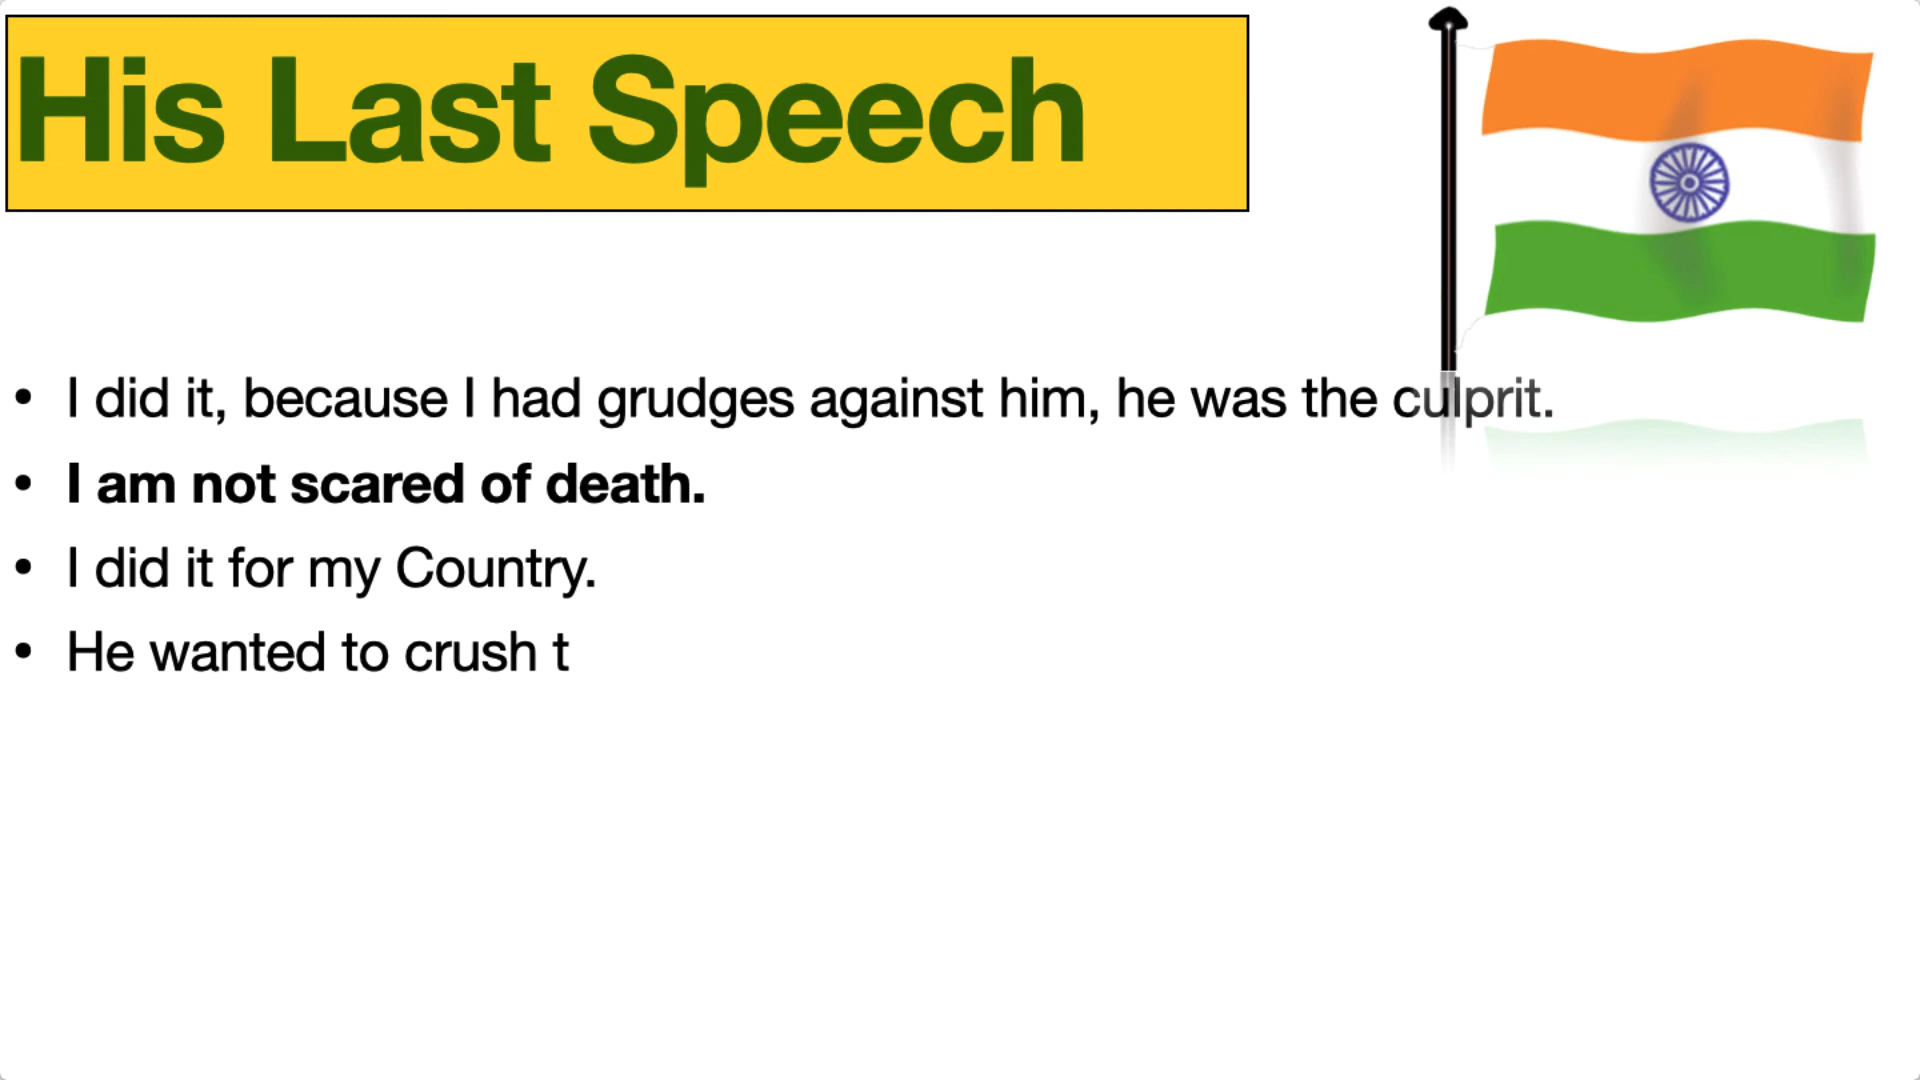 His Last Speech
• I did it, because I had grudges against him, he was the culprit.
• I am not scared of death.
• I did it for my Country.
• He wanted to crush t